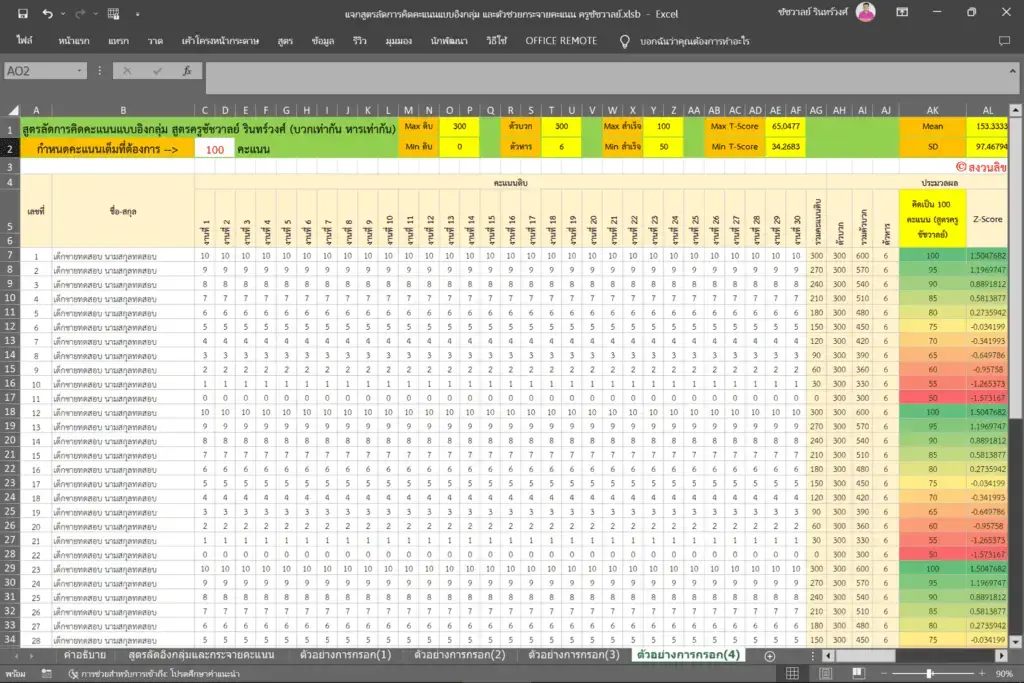 แจกสูตรลัดการคิดคะแนนแบบอิงกลุ่ม และตัวช่วยกระจายคะแนน ครูชัชวาลย์.xlsb - Excel ชัชวาลย์ รินทร์วงศ์
ไฟล์ หน้าแรก แทรก วาด เค้าโครงหน้ากระดาษ สูตร ข้อมูล รีวิว มุมมอง นักพัฒนา วิธีใช้ OFFICE REMOTE บอกฉันว่าคุณต้องการทำอะไร
AO2 fx
A B C D E F G H I J K L M N O P Q R S T U V W X Y Z AA AB AC AD AE AF AG AH AI AJ AK AL
1 สูตรลัดการคิดคะแนนแบบอิงกลุ่ม สูตรครูชัชวาลย์ รินทร์วงศ์ (บวกเท่ากัน หารเท่ากัน) Max ดิบ 300 ตัวบวก 300 Max สำเร็จ 100 Max T-Score 65.0477 Mean 153.3333
2 กำหนดคะแนนเต็มที่ต้องการ --> 100 คะแนน Min ดิบ 0 ตัวหาร 6 Min สำเร็จ 50 Min T-Score 34.2683 SD 97.46794
3 © สงวนลิข
4 คะแนนดิบ ประมวลผล
5 6 เลขที่ ชื่อ-สกุล งานที่ 1 งานที่ 2 งานที่ 3 งานที่ 4 งานที่ 5 งานที่ 6 งานที่ 7 งานที่ 8 งานที่ 9 งานที่ 10 งานที่ 11 งานที่ 12 งานที่ 13 งานที่ 14 งานที่ 15 งานที่ 16 งานที่ 17 งานที่ 18 งานที่ 19 งานที่ 20 งานที่ 21 งานที่ 22 งานที่ 23 งานที่ 24 งานที่ 25 งานที่ 26 งานที่ 27 งานที่ 28 งานที่ 29 งานที่ 30 รวมคะแนนดิบ ตัวบวก รวมตัวบวก ตัวหาร คิดเป็น 100 คะแนน (สูตรครูชัชวาลย์) Z-Score
7 1 เด็กชายทดสอบ นามสกุลทดสอบ 10 10 10 10 10 10 10 10 10 10 10 10 10 10 10 10 10 10 10 10 10 10 10 10 10 10 10 10 10 10 300 300 600 6 100 1.5047682
8 2 เด็กชายทดสอบ นามสกุลทดสอบ 9 9 9 9 9 9 9 9 9 9 9 9 9 9 9 9 9 9 9 9 9 9 9 9 9 9 9 9 9 9 270 300 570 6 95 1.1969747
9 3 เด็กชายทดสอบ นามสกุลทดสอบ 8 8 8 8 8 8 8 8 8 8 8 8 8 8 8 8 8 8 8 8 8 8 8 8 8 8 8 8 8 8 240 300 540 6 90 0.8891812
10 4 เด็กชายทดสอบ นามสกุลทดสอบ 7 7 7 7 7 7 7 7 7 7 7 7 7 7 7 7 7 7 7 7 7 7 7 7 7 7 7 7 7 7 210 300 510 6 85 0.5813877
11 5 เด็กชายทดสอบ นามสกุลทดสอบ 6 6 6 6 6 6 6 6 6 6 6 6 6 6 6 6 6 6 6 6 6 6 6 6 6 6 6 6 6 6 180 300 480 6 80 0.2735942
12 6 เด็กชายทดสอบ นามสกุลทดสอบ 5 5 5 5 5 5 5 5 5 5 5 5 5 5 5 5 5 5 5 5 5 5 5 5 5 5 5 5 5 5 150 300 450 6 75 -0.034199
13 7 เด็กชายทดสอบ นามสกุลทดสอบ 4 4 4 4 4 4 4 4 4 4 4 4 4 4 4 4 4 4 4 4 4 4 4 4 4 4 4 4 4 4 120 300 420 6 70 -0.341993
14 8 เด็กชายทดสอบ นามสกุลทดสอบ 3 3 3 3 3 3 3 3 3 3 3 3 3 3 3 3 3 3 3 3 3 3 3 3 3 3 3 3 3 3 90 300 390 6 65 -0.649786
15 9 เด็กชายทดสอบ นามสกุลทดสอบ 2 2 2 2 2 2 2 2 2 2 2 2 2 2 2 2 2 2 2 2 2 2 2 2 2 2 2 2 2 2 60 300 360 6 60 -0.95758
16 10 เด็กชายทดสอบ นามสกุลทดสอบ 1 1 1 1 1 1 1 1 1 1 1 1 1 1 1 1 1 1 1 1 1 1 1 1 1 1 1 1 1 1 30 300 330 6 55 -1.265373
17 11 เด็กชายทดสอบ นามสกุลทดสอบ 0 0 0 0 0 0 0 0 0 0 0 0 0 0 0 0 0 0 0 0 0 0 0 0 0 0 0 0 0 0 0 300 300 6 50 -1.573167
18 12 เด็กชายทดสอบ นามสกุลทดสอบ 10 10 10 10 10 10 10 10 10 10 10 10 10 10 10 10 10 10 10 10 10 10 10 10 10 10 10 10 10 10 300 300 600 6 100 1.5047682
19 13 เด็กชายทดสอบ นามสกุลทดสอบ 9 9 9 9 9 9 9 9 9 9 9 9 9 9 9 9 9 9 9 9 9 9 9 9 9 9 9 9 9 9 270 300 570 6 95 1.1969747
20 14 เด็กชายทดสอบ นามสกุลทดสอบ 8 8 8 8 8 8 8 8 8 8 8 8 8 8 8 8 8 8 8 8 8 8 8 8 8 8 8 8 8 8 240 300 540 6 90 0.8891812
21 15 เด็กชายทดสอบ นามสกุลทดสอบ 7 7 7 7 7 7 7 7 7 7 7 7 7 7 7 7 7 7 7 7 7 7 7 7 7 7 7 7 7 7 210 300 510 6 85 0.5813877
22 16 เด็กชายทดสอบ นามสกุลทดสอบ 6 6 6 6 6 6 6 6 6 6 6 6 6 6 6 6 6 6 6 6 6 6 6 6 6 6 6 6 6 6 180 300 480 6 80 0.2735942
23 17 เด็กชายทดสอบ นามสกุลทดสอบ 5 5 5 5 5 5 5 5 5 5 5 5 5 5 5 5 5 5 5 5 5 5 5 5 5 5 5 5 5 5 150 300 450 6 75 -0.034199
24 18 เด็กชายทดสอบ นามสกุลทดสอบ 4 4 4 4 4 4 4 4 4 4 4 4 4 4 4 4 4 4 4 4 4 4 4 4 4 4 4 4 4 4 120 300 420 6 70 -0.341993
25 19 เด็กชายทดสอบ นามสกุลทดสอบ 3 3 3 3 3 3 3 3 3 3 3 3 3 3 3 3 3 3 3 3 3 3 3 3 3 3 3 3 3 3 90 300 390 6 65 -0.649786
26 20 เด็กชายทดสอบ นามสกุลทดสอบ 2 2 2 2 2 2 2 2 2 2 2 2 2 2 2 2 2 2 2 2 2 2 2 2 2 2 2 2 2 2 60 300 360 6 60 -0.95758
27 21 เด็กชายทดสอบ นามสกุลทดสอบ 1 1 1 1 1 1 1 1 1 1 1 1 1 1 1 1 1 1 1 1 1 1 1 1 1 1 1 1 1 1 30 300 330 6 55 -1.265373
28 22 เด็กชายทดสอบ นามสกุลทดสอบ 0 0 0 0 0 0 0 0 0 0 0 0 0 0 0 0 0 0 0 0 0 0 0 0 0 0 0 0 0 0 0 300 300 6 50 -1.573167
29 23 เด็กชายทดสอบ นามสกุลทดสอบ 10 10 10 10 10 10 10 10 10 10 10 10 10 10 10 10 10 10 10 10 10 10 10 10 10 10 10 10 10 10 300 300 600 6 100 1.5047682
30 24 เด็กชายทดสอบ นามสกุลทดสอบ 9 9 9 9 9 9 9 9 9 9 9 9 9 9 9 9 9 9 9 9 9 9 9 9 9 9 9 9 9 9 270 300 570 6 95 1.1969747
31 25 เด็กชายทดสอบ นามสกุลทดสอบ 8 8 8 8 8 8 8 8 8 8 8 8 8 8 8 8 8 8 8 8 8 8 8 8 8 8 8 8 8 8 240 300 540 6 90 0.8891812
32 26 เด็กชายทดสอบ นามสกุลทดสอบ 7 7 7 7 7 7 7 7 7 7 7 7 7 7 7 7 7 7 7 7 7 7 7 7 7 7 7 7 7 7 210 300 510 6 85 0.5813877
33 27 เด็กชายทดสอบ นามสกุลทดสอบ 6 6 6 6 6 6 6 6 6 6 6 6 6 6 6 6 6 6 6 6 6 6 6 6 6 6 6 6 6 6 180 300 480 6 80 0.2735942
34 28 เด็กชายทดสอบ นามสกุลทดสอบ 5 5 5 5 5 5 5 5 5 5 5 5 5 5 5 5 5 5 5 5 5 5 5 5 5 5 5 5 5 5 150 300 450 6 75 -0.034199
คำอธิบาย สูตรลัดอิงกลุ่มและกระจายคะแนน ตัวอย่างการกรอก(1) ตัวอย่างการกรอก(2) ตัวอย่างการกรอก(3) ตัวอย่างการกรอก(4)
พร้อม การช่วยสำหรับการเข้าถึง: โปรดศึกษาคำแนะนำ 90%